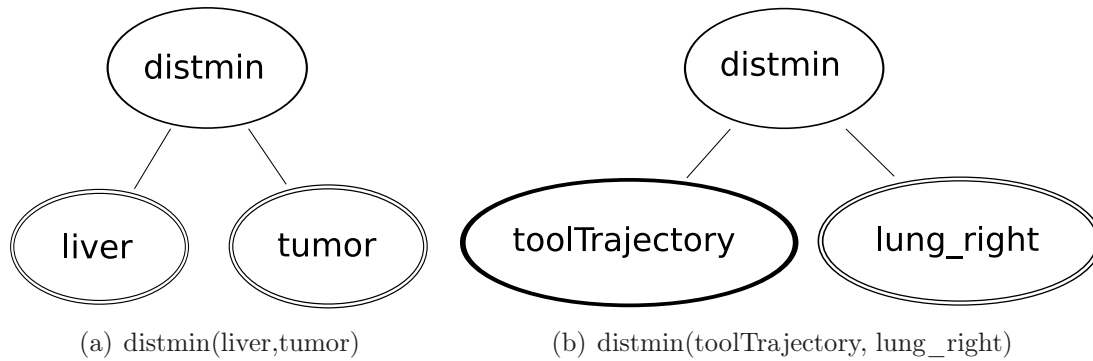 distmin
liver
tumor
(a) distmin(liver,tumor)
distmin
toolTrajectory
lung_right
(b) distmin(toolTrajectory, lung_right)